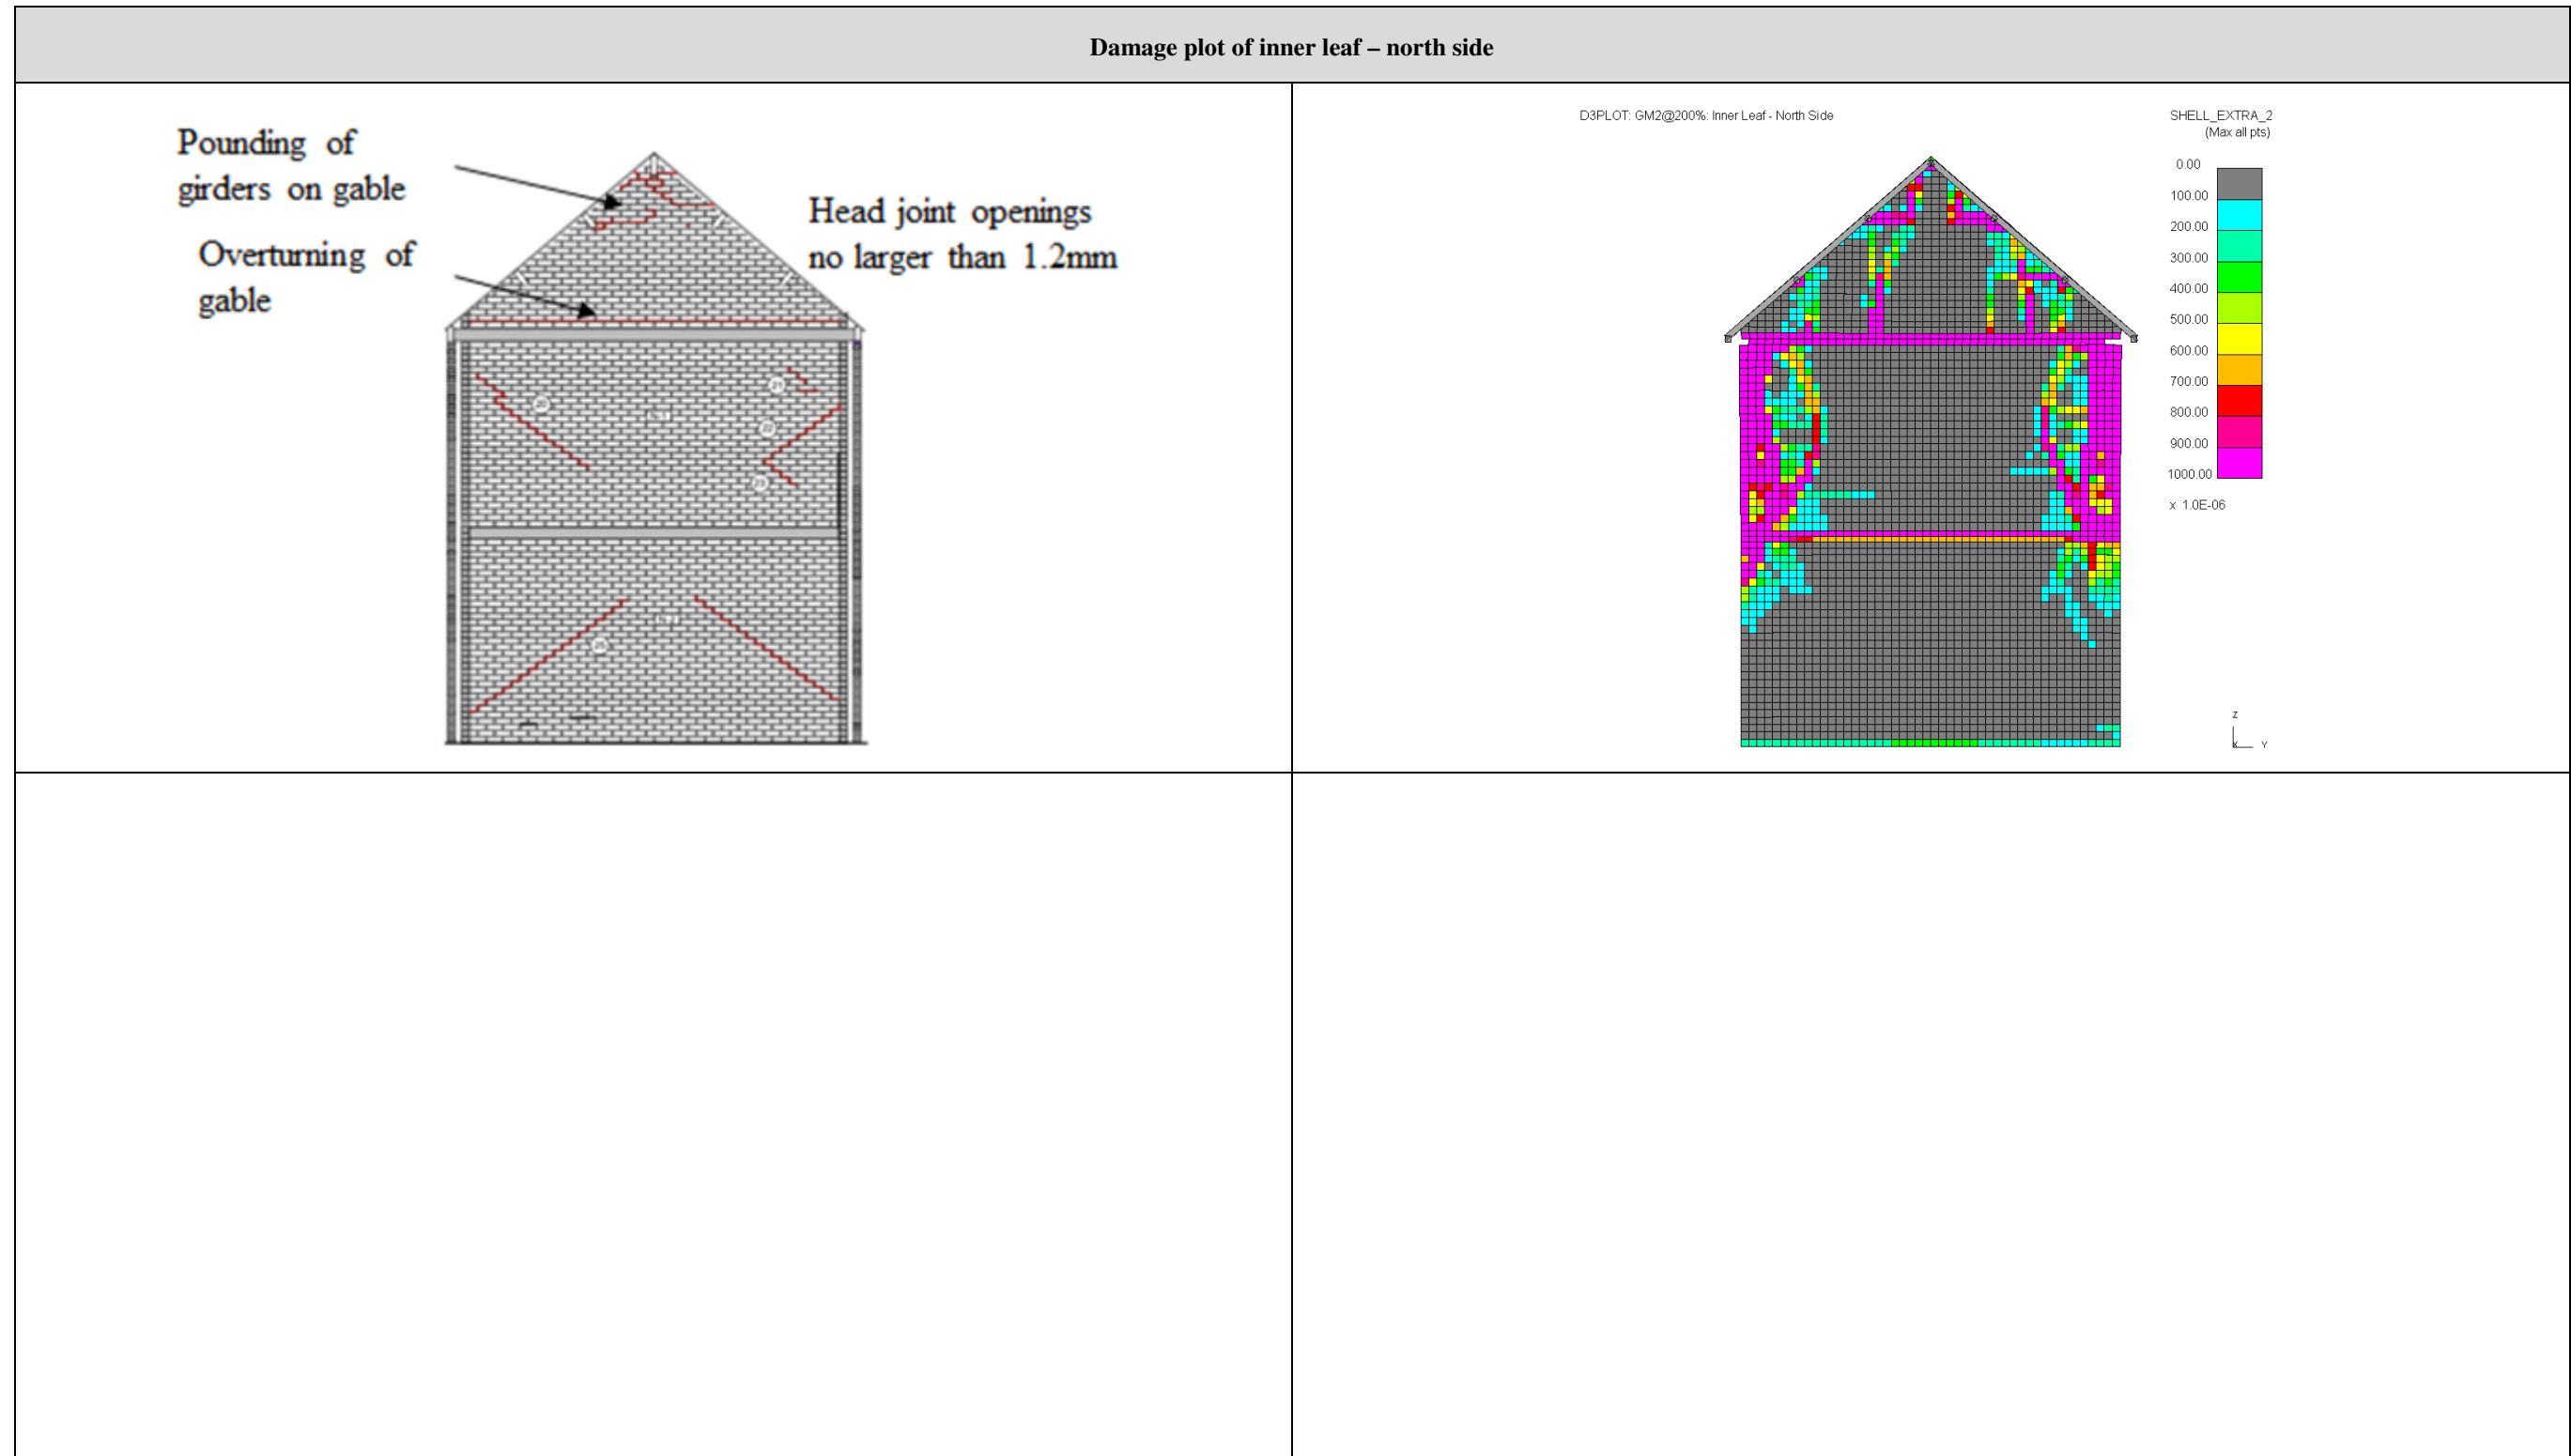 Damage plot of inner leaf – north side
Pounding of
girders on gable
Overturning of
gable
Head joint openings
no larger than 1.2mm
20
22
D3PLOT: GM2@200%: Inner Leaf - North Side
SHELL_EXTRA_2
(Max all pts)
0.00
100.00
200.00
300.00
400.00
500.00
600.00
700.00
800.00
900.00
1000.00
x 1.0E-06
Z
X
Y